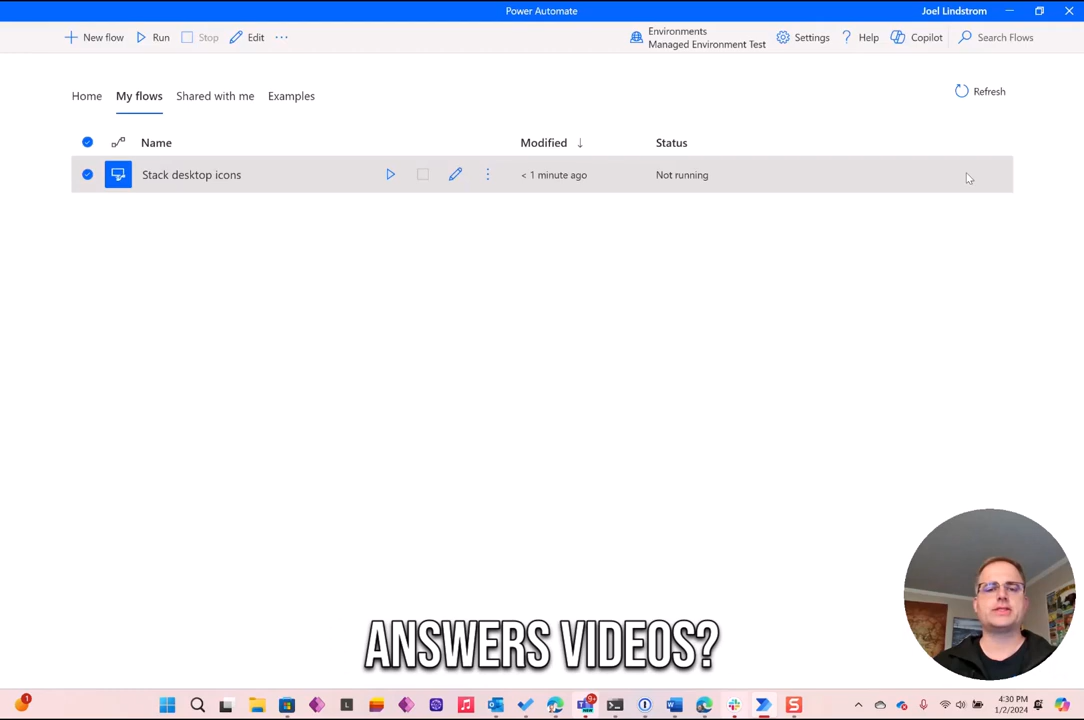 Power Automate
Joel Lindstrom
New flow
Run
Stop
Edit
Environments
Managed Environment Test
Settings
Help
Copilot
Search Flows
Home
My flows
Shared with me
Examples
Refresh
Name
Modified
Status
Stack desktop icons
< 1 minute ago
Not running
ANSWERS VIDEOS?
1
L
9+
4:30 PM
1/2/2024